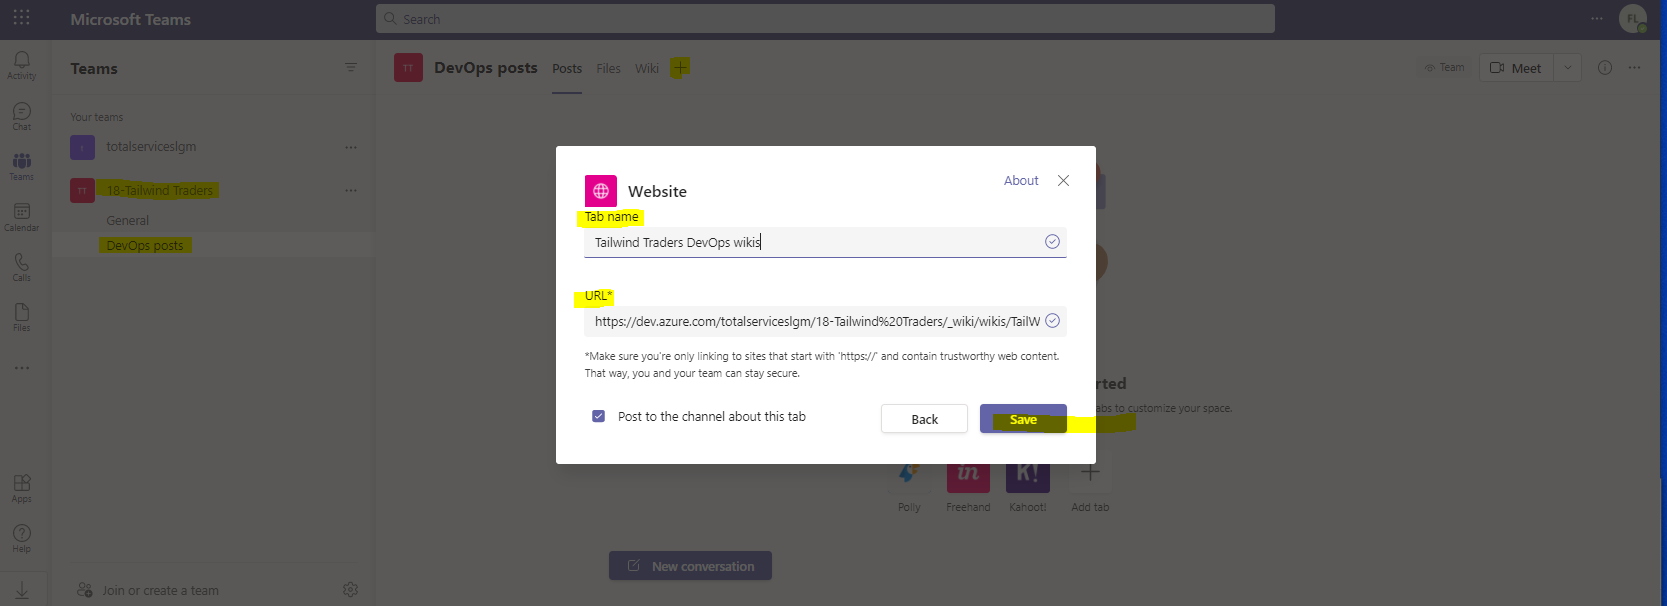 Microsoft Teams
Search
FL
Activity
Chat
Teams
Calendar
Calls
Files
Apps
Help
Teams
Your teams
totalserviceslgm
TT 18-Tailwind Traders
General
DevOps posts
Join or create a team
TT DevOps posts Posts Files Wiki
Team
Meet
Website
About
Tab name
Tailwind Traders DevOps wikis
URL*
https://dev.azure.com/totalserviceslgm/18-Tailwind%20Traders/_wiki/wikis/TailW
*Make sure you're only linking to sites that start with 'https://' and contain trustworthy web content.
That way, you and your team can stay secure.
Post to the channel about this tab
Back
Save
rted
abs to customize your space.
in
K!
Polly
Freehand
Kahoot!
Add tab
New conversation